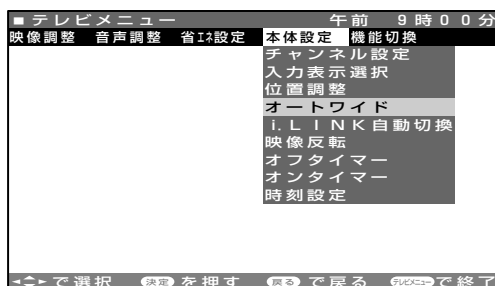 ■テレビメニュー 午前 9時00分
映像調整 音声調整 省エネ設定 本体設定 機能切換
チャンネル設定
入力表示選択
位置調整
オートワイド
i.LINK自動切換
映像反転
オフタイマー
オンタイマー
時刻設定
で選択 決定 を押す 戻る で戻る テレビメニュー で終了